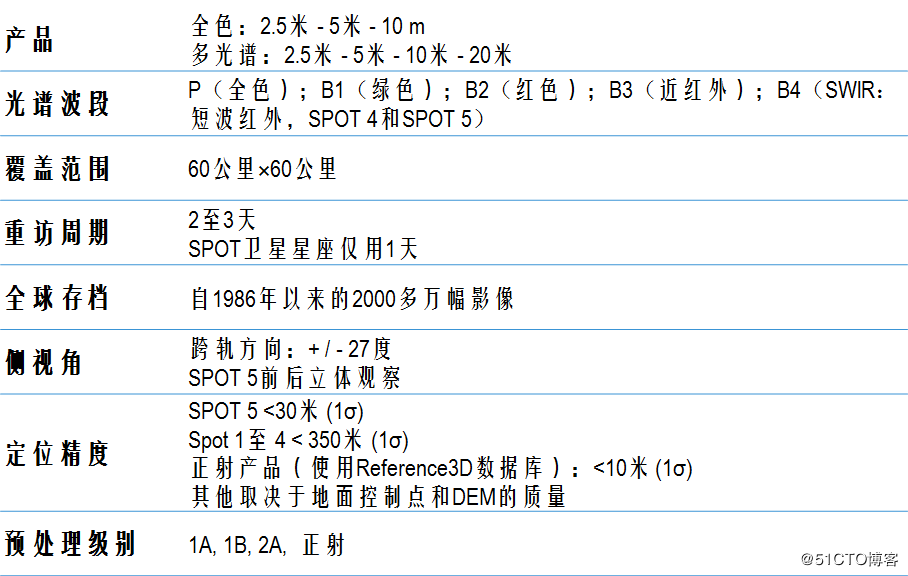 产品
全色：2.5米 - 5米 - 10 m
多光谱：2.5米 - 5米 - 10米 - 20米
光谱波段
P（全色）；B1（绿色）；B2（红色）；B3（近红外）；B4（SWIR：
短波红外，SPOT 4和SPOT 5）
覆盖范围
60公里×60公里
重访周期
2至3天
SPOT卫星星座仅用1天
全球存档
自1986年以来的2000多万幅影像
侧视角
跨轨方向：+ / - 27度
SPOT 5前后立体观察
定位精度
SPOT 5 <30米 (1σ)
Spot 1至 4 < 350米 (1σ)
正射产品（使用Reference3D数据库）：<10米 (1σ)
其他取决于地面控制点和DEM的质量
预处理级别
1A, 1B, 2A, 正射
@51CTO博客